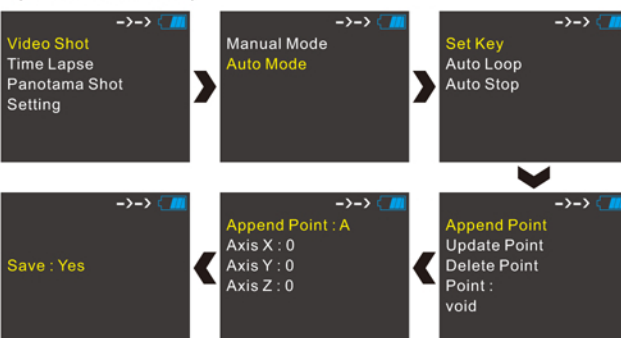 ->->
Video Shot
Time Lapse
Panotama Shot
Setting
->->
Manual Mode
Auto Mode
->->
Set Key
Auto Loop
Auto Stop
->->
Append Point
Update Point
Delete Point
Point :
void
->->
Append Point : A
Axis X : 0
Axis Y : 0
Axis Z : 0
->->
Save : Yes